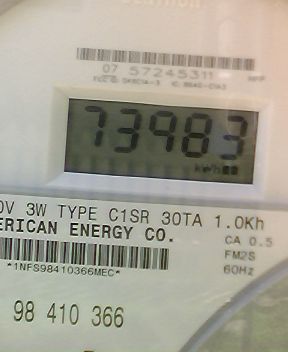 07 57245311
73983
kWh
0V 3W TYPE C1SR 30TA 1.0Kh
ERICAN ENERGY CO.
CA 0.5
*1NFS98410366MEC*
FM2S
60Hz
98 410 366